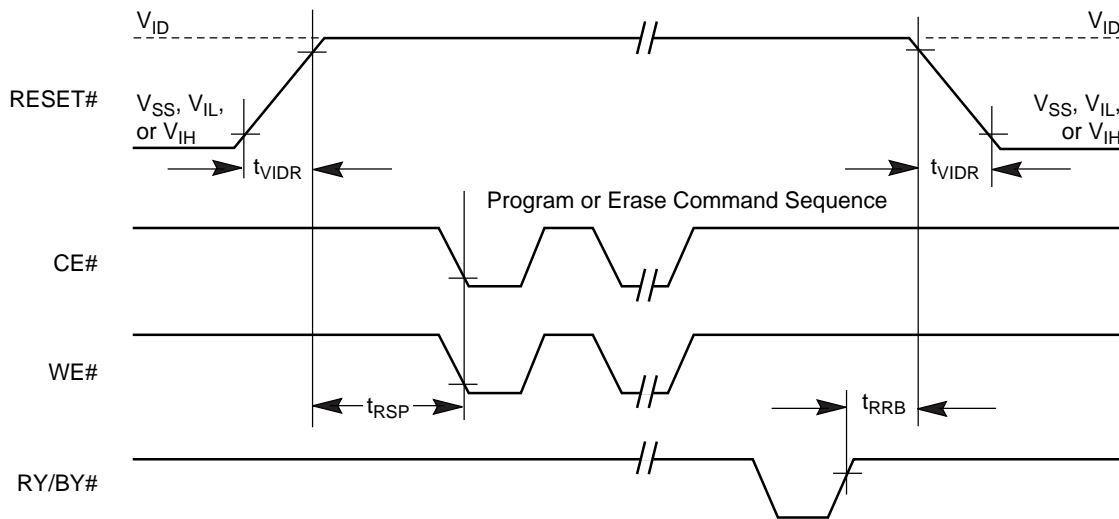 V_ID V_ID
RESET#
V_SS, V_IL,
or V_IH
V_SS, V_IL,
or V_IH
t_VIDR t_VIDR
Program or Erase Command Sequence
CE#
WE#
t_RSP t_RRB
RY/BY#